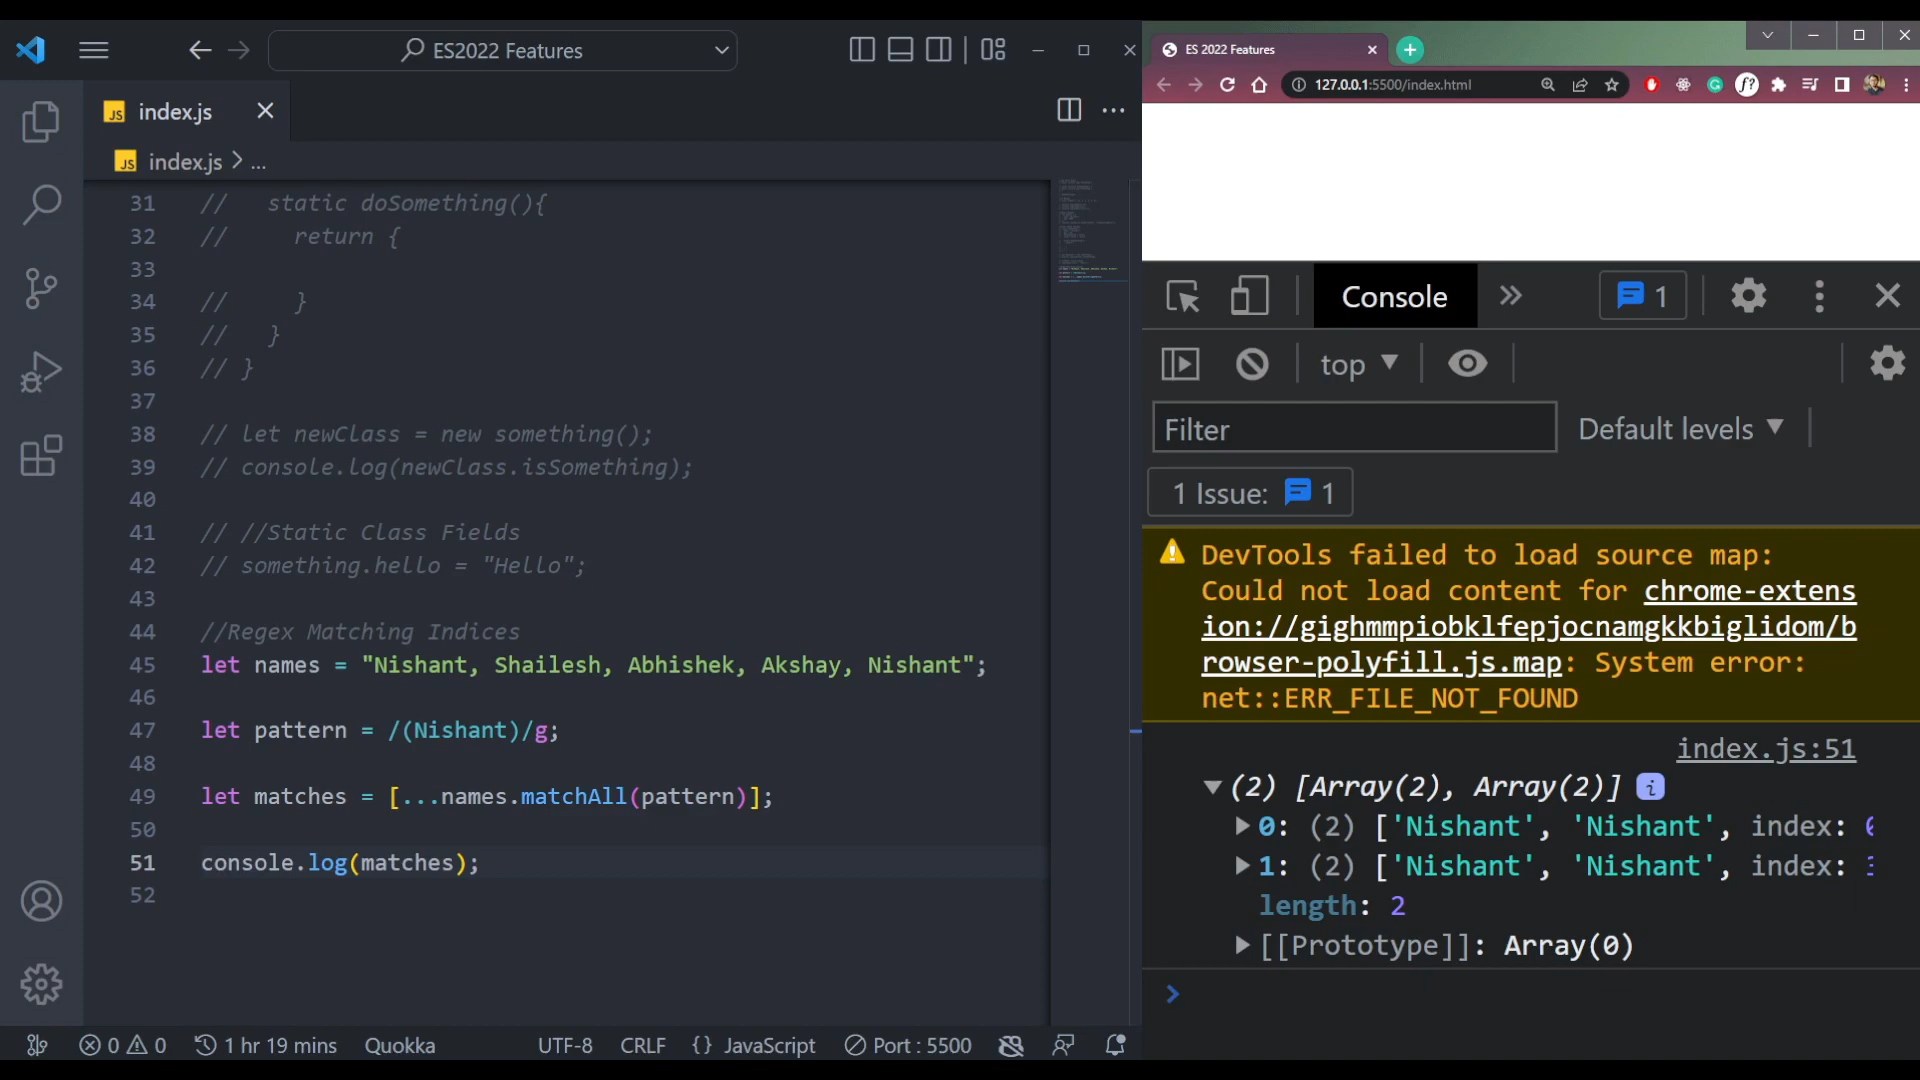 ES2022 Features
index.js
index.js > ...
31 //   static doSomething(){
32 //     return {
33
34 //     }
35 //   }
36 // }
37
38 // let newClass = new something();
39 // console.log(newClass.isSomething);
40
41 // //Static Class Fields
42 // something.hello = "Hello";
43
44 //Regex Matching Indices
45 let names = "Nishant, Shailesh, Abhishek, Akshay, Nishant";
46
47 let pattern = /(Nishant)/g;
48
49 let matches = [...names.matchAll(pattern)];
50
51 console.log(matches);
52
0 0 1 hr 19 mins Quokka UTF-8 CRLF {} JavaScript Port : 5500
ES 2022 Features
127.0.0.1:5500/index.html
Console 1
top
Filter Default levels
1 Issue: 1
DevTools failed to load source map:
Could not load content for chrome-extens
ion://gighmmpiobklfepjocnamgkkbiglidom/b
rowser-polyfill.js.map: System error:
net::ERR_FILE_NOT_FOUND
index.js:51
(2) [Array(2), Array(2)]
0: (2) ['Nishant', 'Nishant', index:
1: (2) ['Nishant', 'Nishant', index:
length: 2
[[Prototype]]: Array(0)